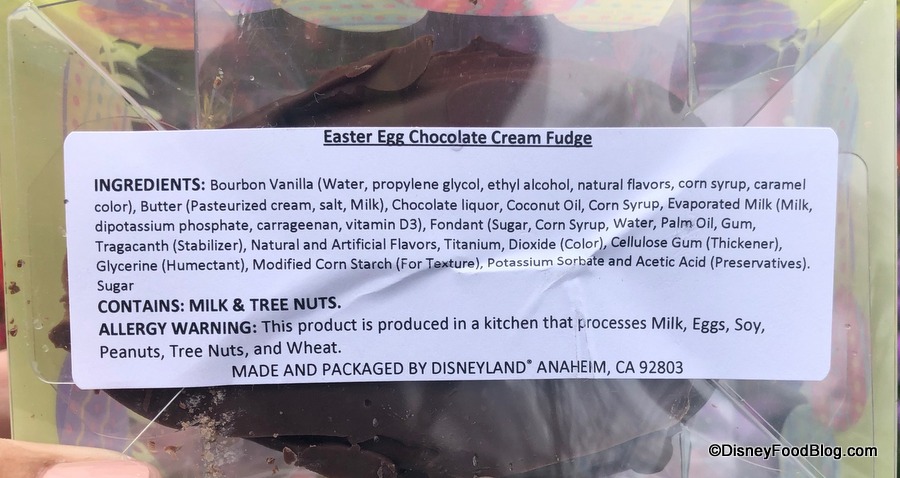 Easter Egg Chocolate Cream Fudge
INGREDIENTS: Bourbon Vanilla (Water, propylene glycol, ethyl alcohol, natural flavors, corn syrup, caramel
color), Butter (Pasteurized cream, salt, Milk), Chocolate liquor, Coconut Oil, Corn Syrup, Evaporated Milk (Milk,
dipotassium phosphate, carrageenan, vitamin D3), Fondant (Sugar, Corn Syrup, Water, Palm Oil, Gum,
Tragacanth (Stabilizer), Natural and Artificial Flavors, Titanium, Dioxide (Color), Cellulose Gum (Thickener),
Glycerine (Humectant), Modified Corn Starch (For Texture), Potassium Sorbate and Acetic Acid (Preservatives).
Sugar
CONTAINS: MILK & TREE NUTS.
ALLERGY WARNING: This product is produced in a kitchen that processes Milk, Eggs, Soy,
Peanuts, Tree Nuts, and Wheat.
MADE AND PACKAGED BY DISNEYLAND® ANAHEIM, CA 92803
©DisneyFoodBlog.com